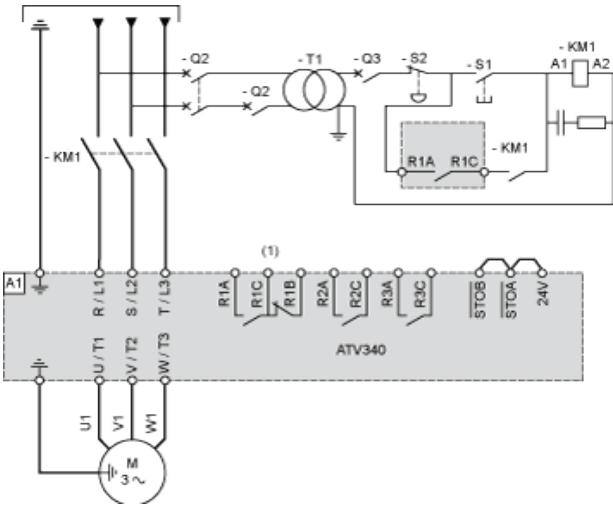 - Q2
- T1
- Q3
- S2
- S1
- KM1
A1
A2
- Q2
- KM1
R1A
R1C
- KM1
(1)
A1
R / L1
S / L2
T / L3
R1A
R1C
R1B
R2A
R2C
R3A
R3C
STOB
STOA
24V
ATV340
U / T1
V / T2
W / T3
U1
V1
W1
M
3 ~